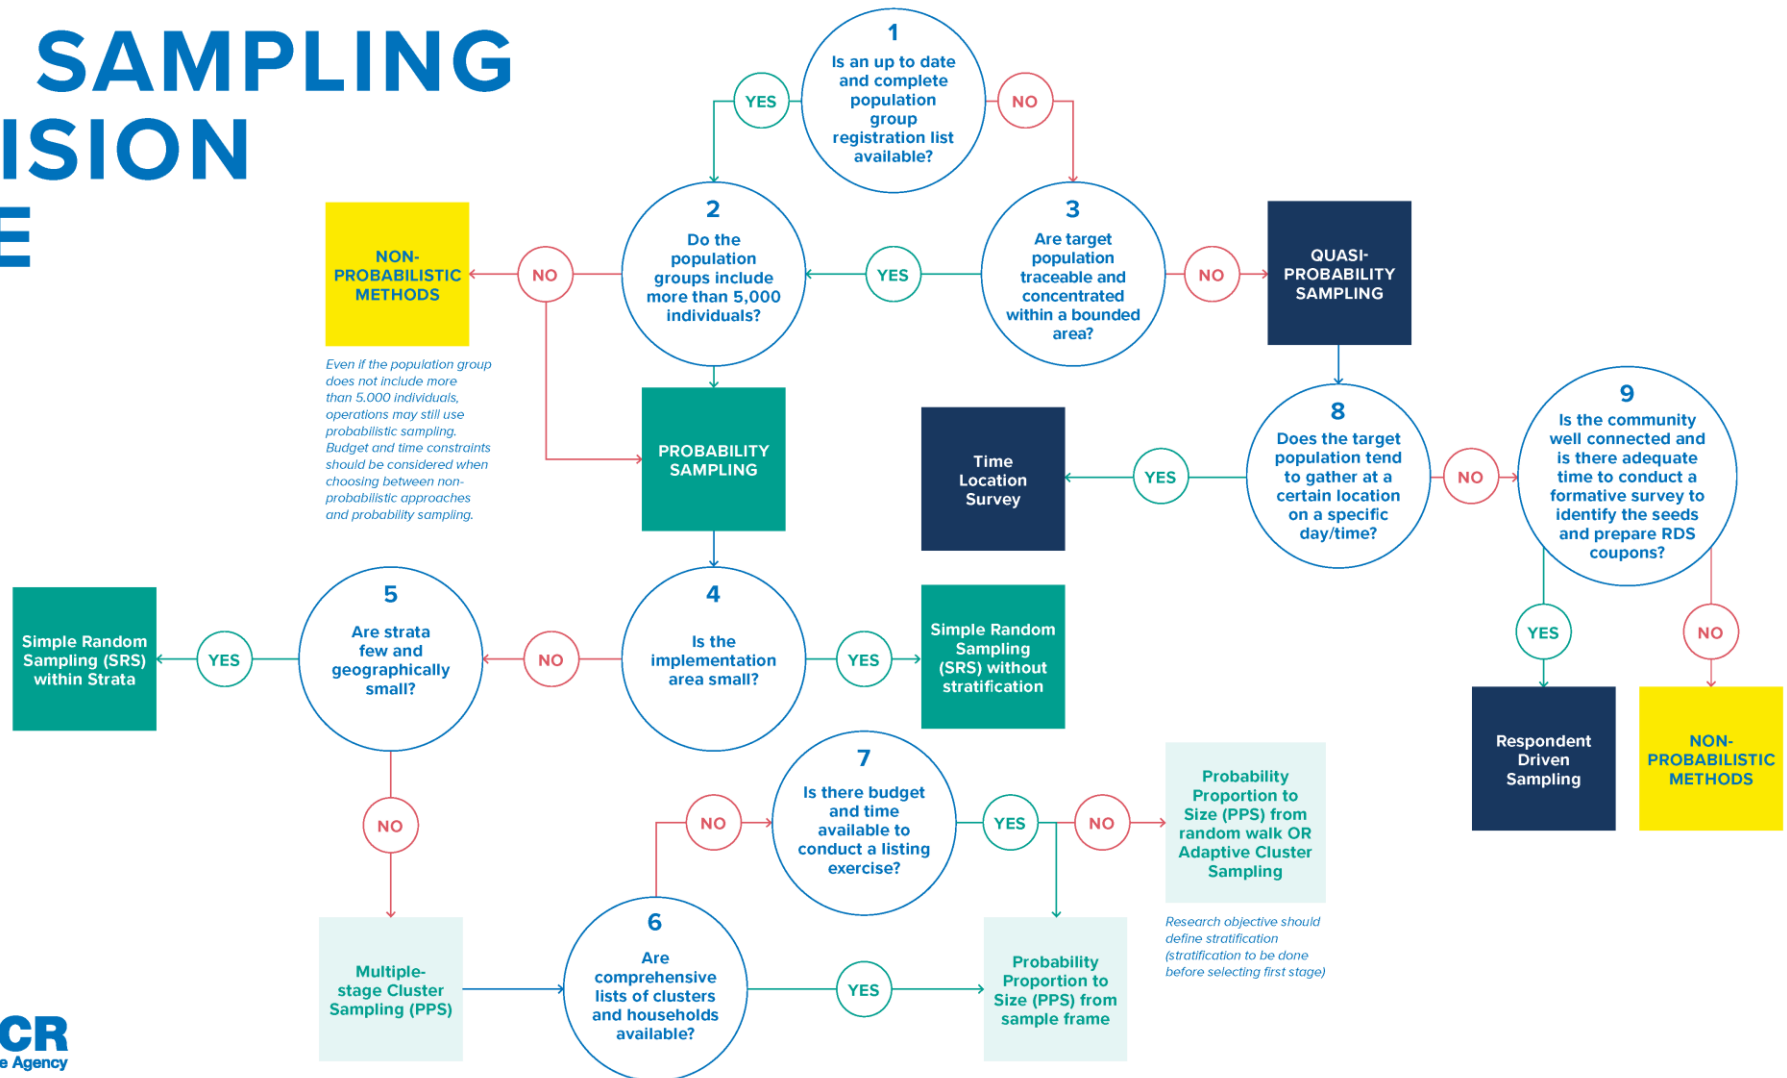 SAMPLING
ISION
E
1
Is an up to date
and complete
population
group
registration list
available?
YES
NO
2
Do the
population
groups include
more than 5,000
individuals?
3
Are target
population
traceable and
concentrated
within a bounded
area?
NON-
PROBABILISTIC
METHODS
NO
YES
NO
QUASI-
PROBABILITY
SAMPLING
Even if the population group
does not include more
than 5.000 individuals,
operations may still use
probabilistic sampling.
Budget and time constraints
should be considered when
choosing between non-
probabilistic approaches
and probability sampling.
PROBABILITY
SAMPLING
Time
Location
Survey
YES
8
Does the target
population tend
to gather at a
certain location
on a specific
day/time?
NO
9
Is the community
well connected and
is there adequate
time to conduct a
formative survey to
identify the seeds
and prepare RDS
coupons?
Simple Random
Sampling (SRS)
within Strata
YES
5
Are strata
few and
geographically
small?
NO
4
Is the
implementation
area small?
YES
Simple Random
Sampling
(SRS) without
stratification
YES
NO
Respondent
Driven
Sampling
NON-
PROBABILISTIC
METHODS
NO
NO
7
Is there budget
and time
available to
conduct a listing
exercise?
YES
NO
Probability
Proportion to
Size (PPS) from
random walk OR
Adaptive Cluster
Sampling
Research objective should
define stratification
(stratification to be done
before selecting first stage)
Multiple-
stage Cluster
Sampling (PPS)
6
Are
comprehensive
lists of clusters
and households
available?
YES
Probability
Proportion to
Size (PPS) from
sample frame
CR
e Agency